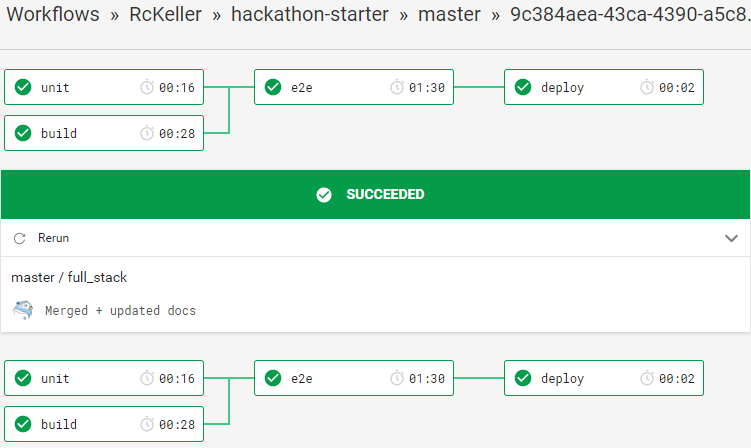 Workflows » RcKeller » hackathon-starter » master » 9c384aea-43ca-4390-a5c8.
unit 00:16 e2e 01:30 deploy 00:02
build 00:28
SUCCEEDED
Rerun
master / full_stack
Merged + updated docs
unit 00:16 e2e 01:30 deploy 00:02
build 00:28